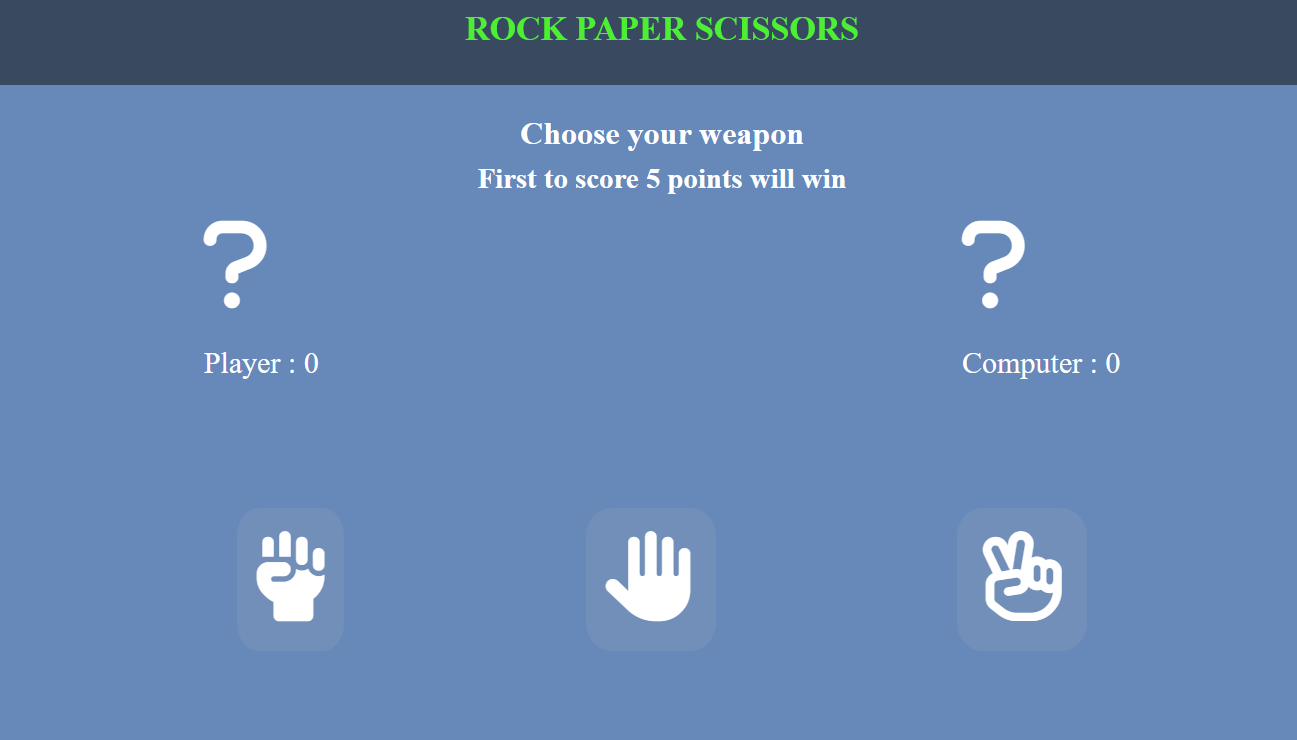 ROCK PAPER SCISSORS
Choose your weapon
First to score 5 points will win
? ?
Player : 0 Computer : 0